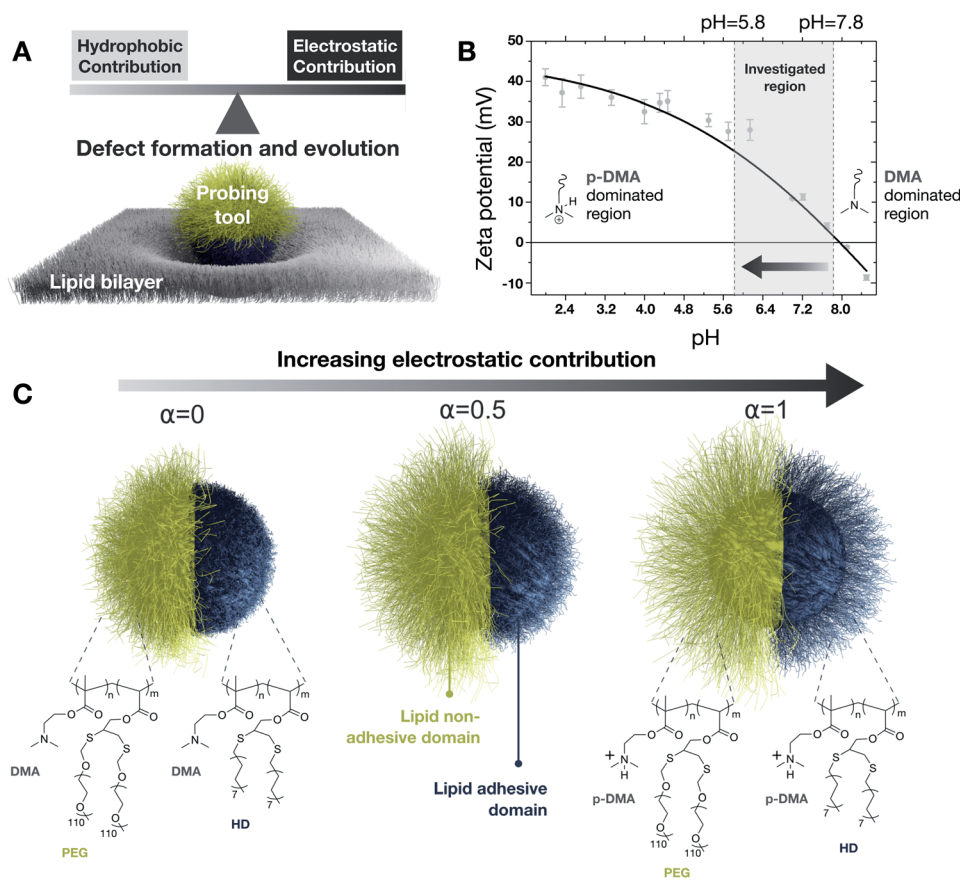 A
Hydrophobic
Contribution
Electrostatic
Contribution
Defect formation and evolution
Probing
tool
Lipid bilayer
B
pH=5.8
pH=7.8
Investigated
region
Zeta potential (mV)
50
40
30
20
10
0
-10
p-DMA
dominated
region
N
H
⊕
DMA
dominated
region
N
2.4
3.2
4.0
4.8
5.6
6.4
7.2
8.0
pH
Increasing electrostatic contribution
C
α=0
α=0.5
α=1
Lipid non-
adhesive domain
Lipid adhesive
domain
n
m
O
O
O
O
N
S
S
DMA
O
O
O
O
110
110
PEG
n
m
O
O
O
O
N
S
S
DMA
7
7
HD
n
m
O
O
O
O
+
N
H
S
S
p-DMA
O
O
O
O
110
110
PEG
n
m
O
O
O
O
+
N
H
S
S
p-DMA
7
7
HD